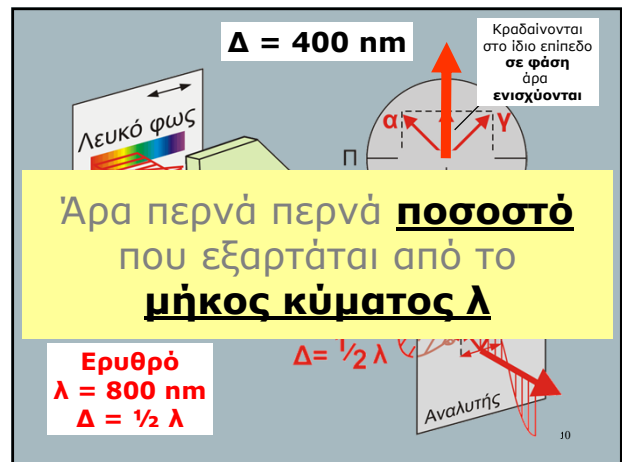 Δ = 400 nm
Κραδαίνονται
στο ίδιο επίπεδο
σε φάση
άρα
ενισχύονται
Λευκό φως
α
γ
Π
Άρα περνά περνά ποσοστό
που εξαρτάται από το
μήκος κύματος λ
Ερυθρό
λ = 800 nm
Δ = ½ λ
Δ= ½ λ
Αναλυτής
10